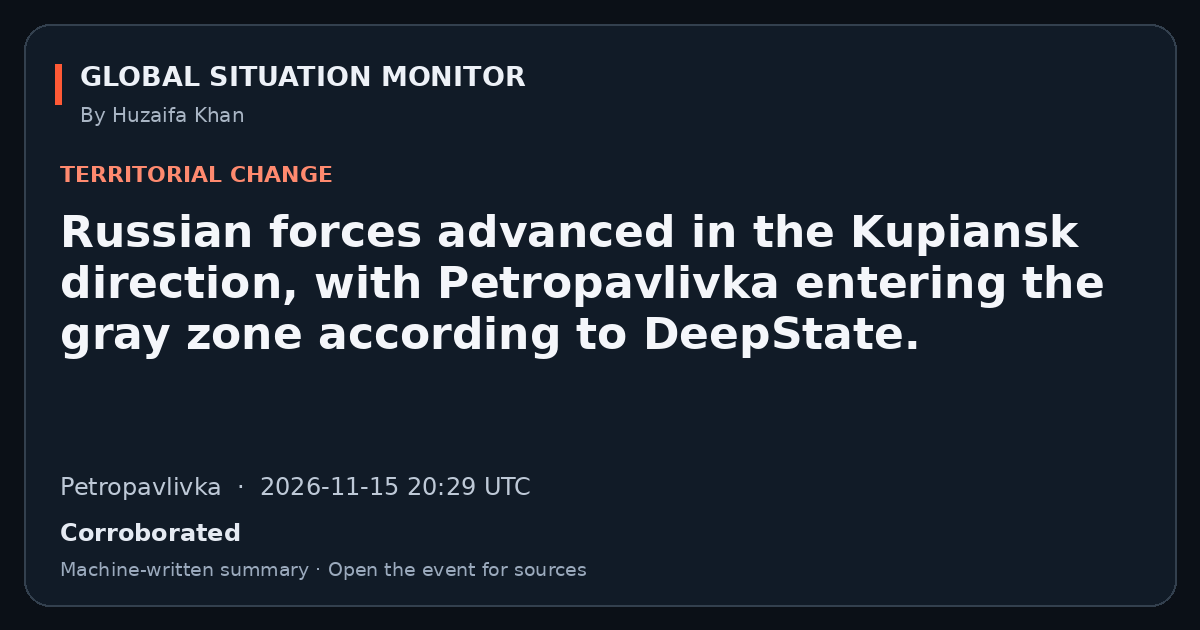 GLOBAL SITUATION MONITOR
By Huzaifa Khan
TERRITORIAL CHANGE
Russian forces advanced in the Kupiansk
direction, with Petropavlivka entering the
gray zone according to DeepState.
Petropavlivka · 2026-11-15 20:29 UTC
Corroborated
Machine-written summary · Open the event for sources